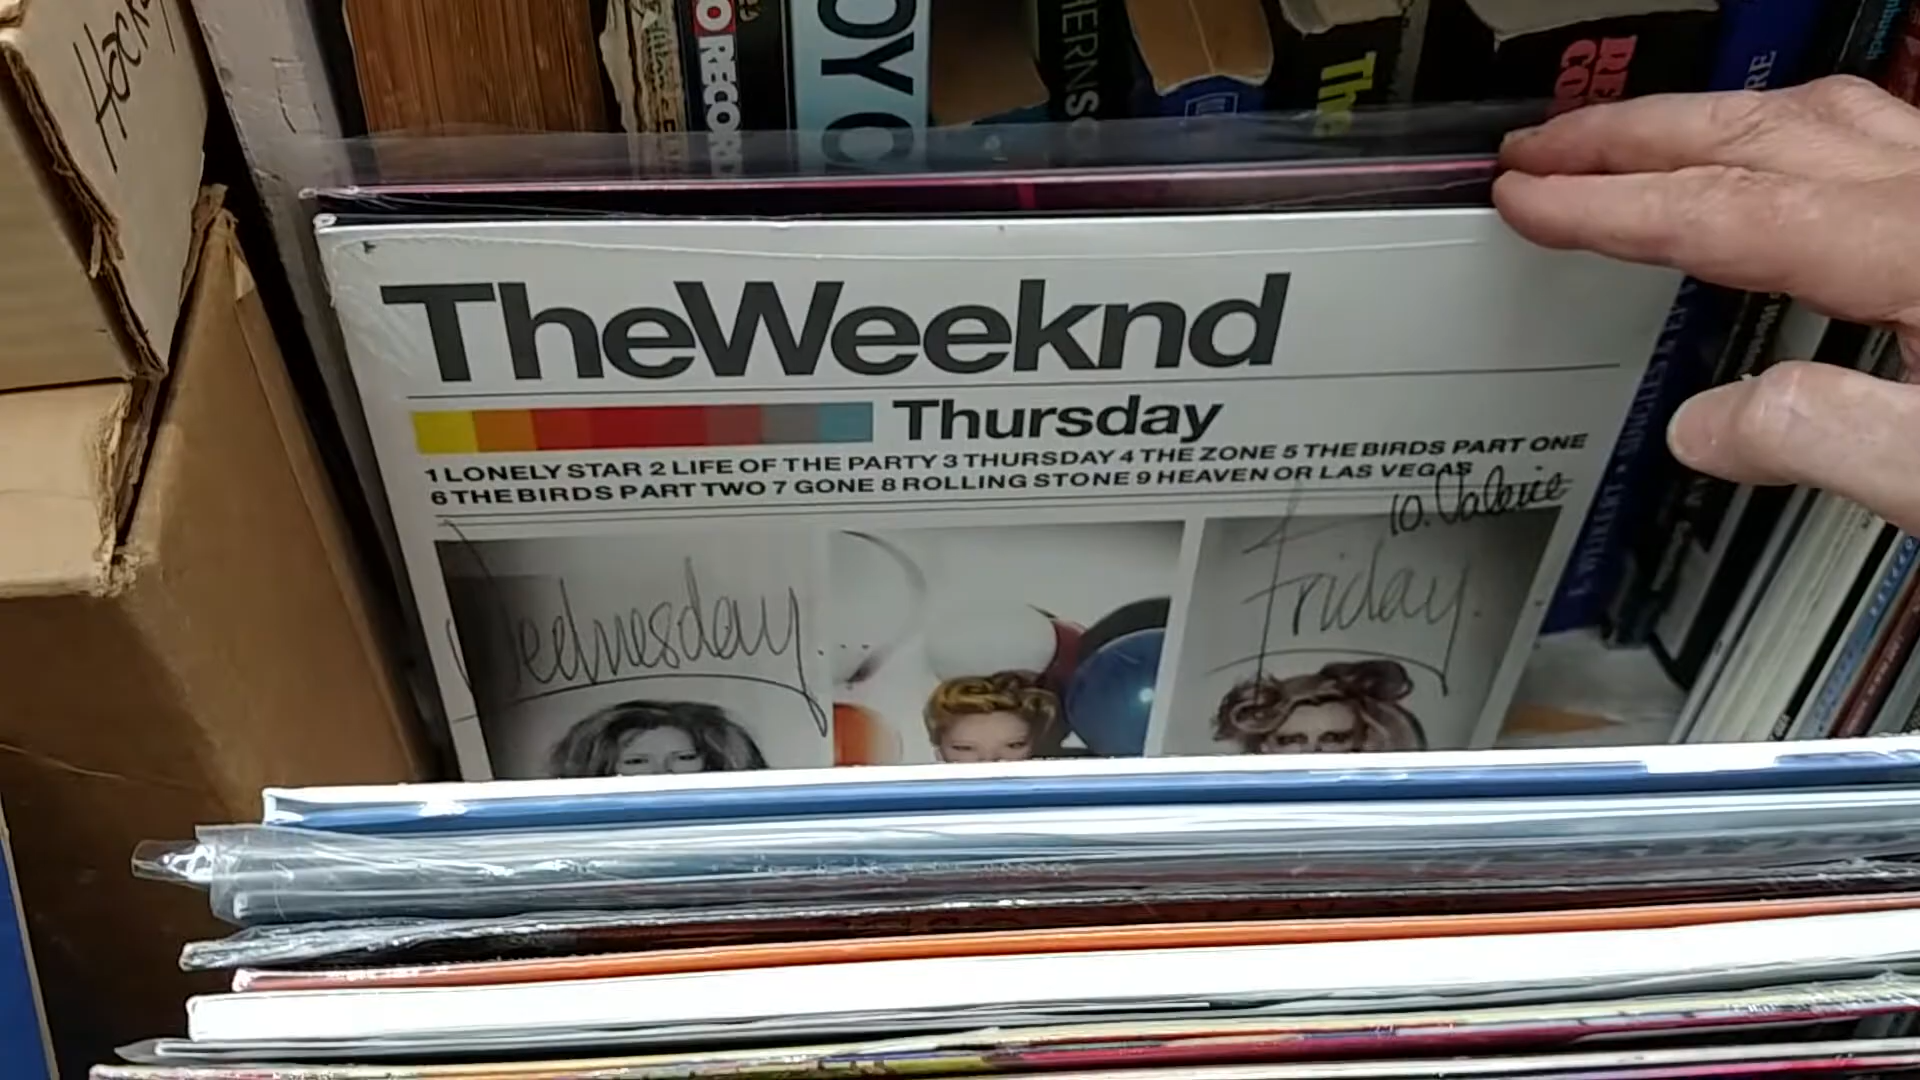 TheWeeknd
Thursday
1 LONELY STAR 2 LIFE OF THE PARTY 3 THURSDAY 4 THE ZONE 5 THE BIRDS PART ONE
6 THE BIRDS PART TWO 7 GONE 8 ROLLING STONE 9 HEAVEN OR LAS VEGAS
10. Valerie
Wednesday...
Friday.
The